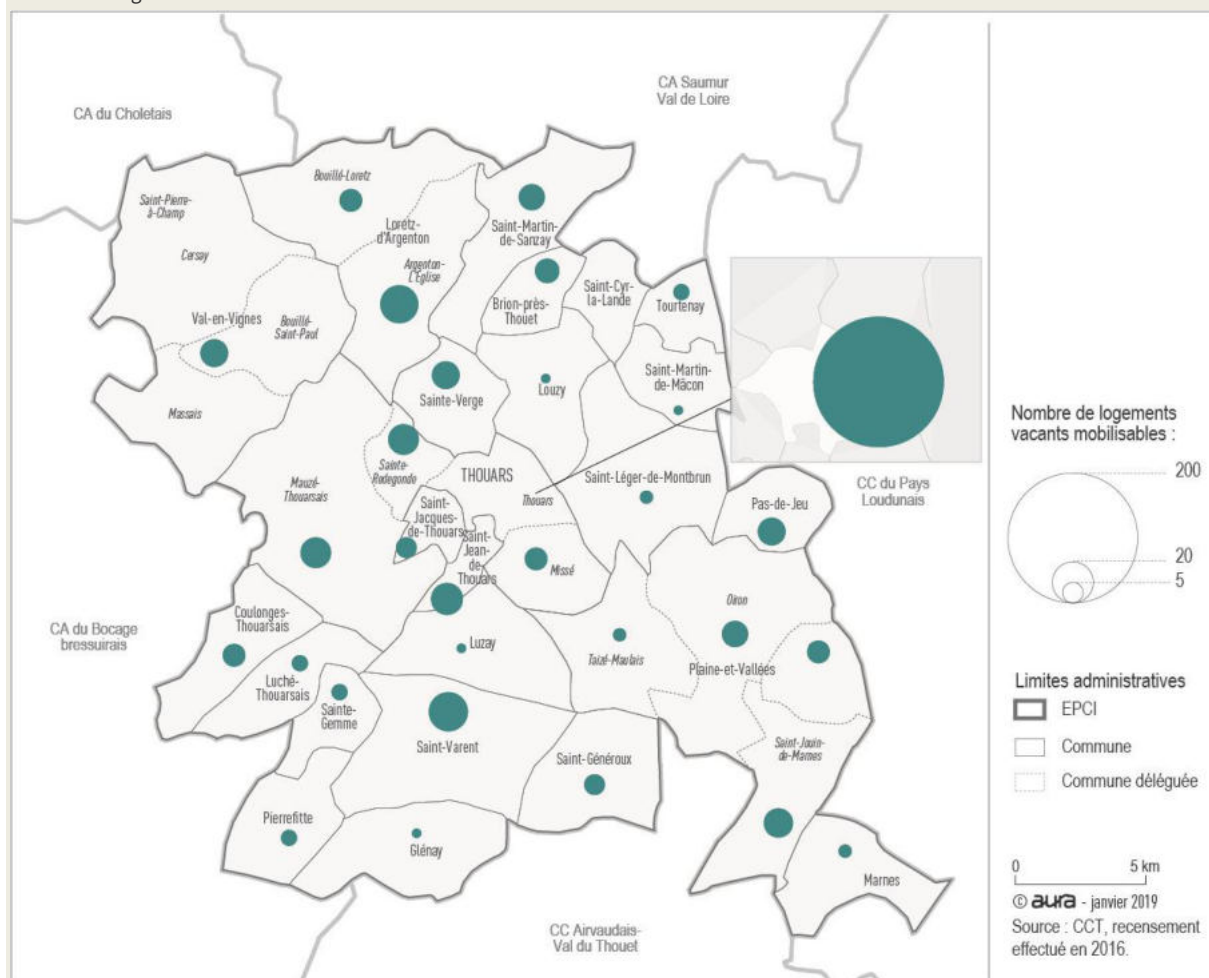 CA du Choletais
CA Saumur
Val de Loire
Saint-Pierre-
à-Champ
Cersay
Bouillé-Loretz
Loretz-
d'Argenton
Argenton-
L'Église
Saint-Martin-
de-Sanzay
Brion-près-
Thouet
Saint-Cyr-
la-Lande
Tourtenay
Val-en-Vignes
Bouillé-
Saint-Paul
Massais
Sainte-Verge
Louzy
Saint-Martin-
de-Mâcon
Mauzé-
Thouarsais
Sainte-
Radegonde
THOUARS
Thouars
Saint-Léger-de-Montbrun
CC du Pays
Loudunais
Pas-de-Jeu
Saint-
Jacques-
de-Thouars
Saint-
Jean-
de-
Thouars
Missé
Oiron
CA du Bocage
bressuirais
Coulonges-
Thouarsais
Luché-
Thouarsais
Luzay
Taizé-Maulais
Plaine-et-Vallées
Sainte-
Gemme
Saint-Varent
Saint-Généroux
Saint-Jouin-
de-Marnes
Pierrefitte
Glénay
Marnes
CC Airvaudais-
Val du Thouet
Nombre de logements
vacants mobilisables :
200
20
5
Limites administratives
EPCI
Commune
Commune déléguée
0 5 km
© aura - janvier 2019
Source : CCT, recensement
effectué en 2016.